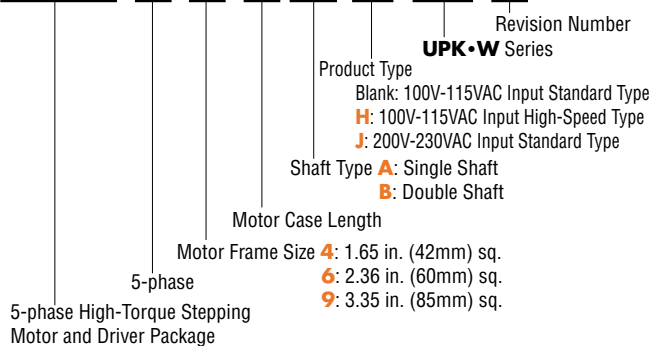 Revision Number
UPK•W Series
Product Type
Blank: 100V-115VAC Input Standard Type
H: 100V-115VAC Input High-Speed Type
J: 200V-230VAC Input Standard Type
Shaft Type A: Single Shaft
B: Double Shaft
Motor Case Length
Motor Frame Size 4: 1.65 in. (42mm) sq.
6: 2.36 in. (60mm) sq.
9: 3.35 in. (85mm) sq.
5-phase
5-phase High-Torque Stepping
Motor and Driver Package